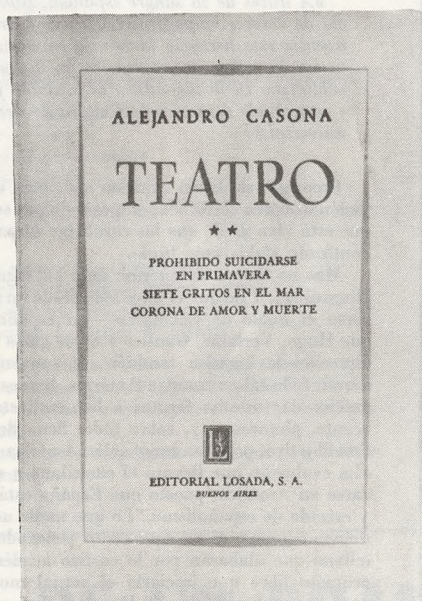 ALEJANDRO CASONA
TEATRO
★ ★
PROHIBIDO SUICIDARSE
EN PRIMAVERA
SIETE GRITOS EN EL MAR
CORONA DE AMOR Y MUERTE
EDITORIAL LOSADA, S. A.
BUENOS AIRES